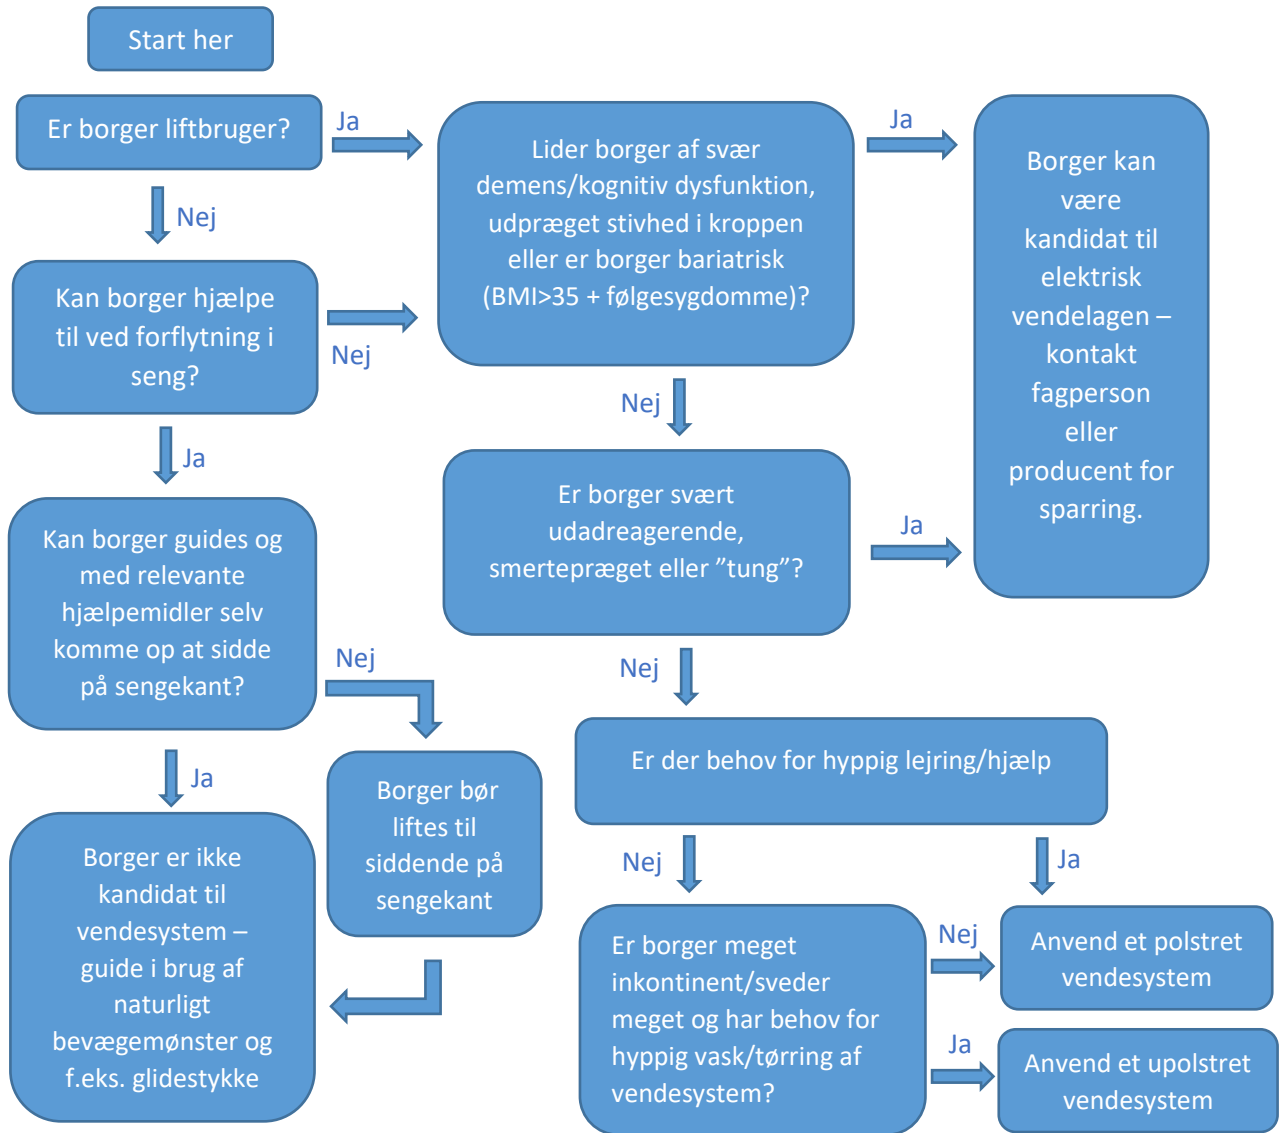 Start her
Er borger liftbruger?
Ja
Nej
Kan borger hjælpe
til ved forflytning i
seng?
Nej
Ja
Kan borger guides og
med relevante
hjælpemidler selv
komme op at sidde
på sengekant?
Nej
Ja
Borger bør
liftes til
siddende på
sengekant
Borger er ikke
kandidat til
vendesystem –
guide i brug af
naturligt
bevægemønster og
f.eks. glidestykke
Lider borger af svær
demens/kognitiv dysfunktion,
udpræget stivhed i kroppen
eller er borger bariatrisk
(BMI>35 + følgesygdomme)?
Ja
Nej
Borger kan
være
kandidat til
elektrisk
vendelagen –
kontakt
fagperson
eller
producent for
sparring.
Er borger svært
udadreagerende,
smertepræget eller ”tung”?
Ja
Nej
Er der behov for hyppig lejring/hjælp
Nej
Ja
Er borger meget
inkontinent/sveder
meget og har behov for
hyppig vask/tørring af
vendesystem?
Nej
Anvend et polstret
vendesystem
Ja
Anvend et upolstret
vendesystem